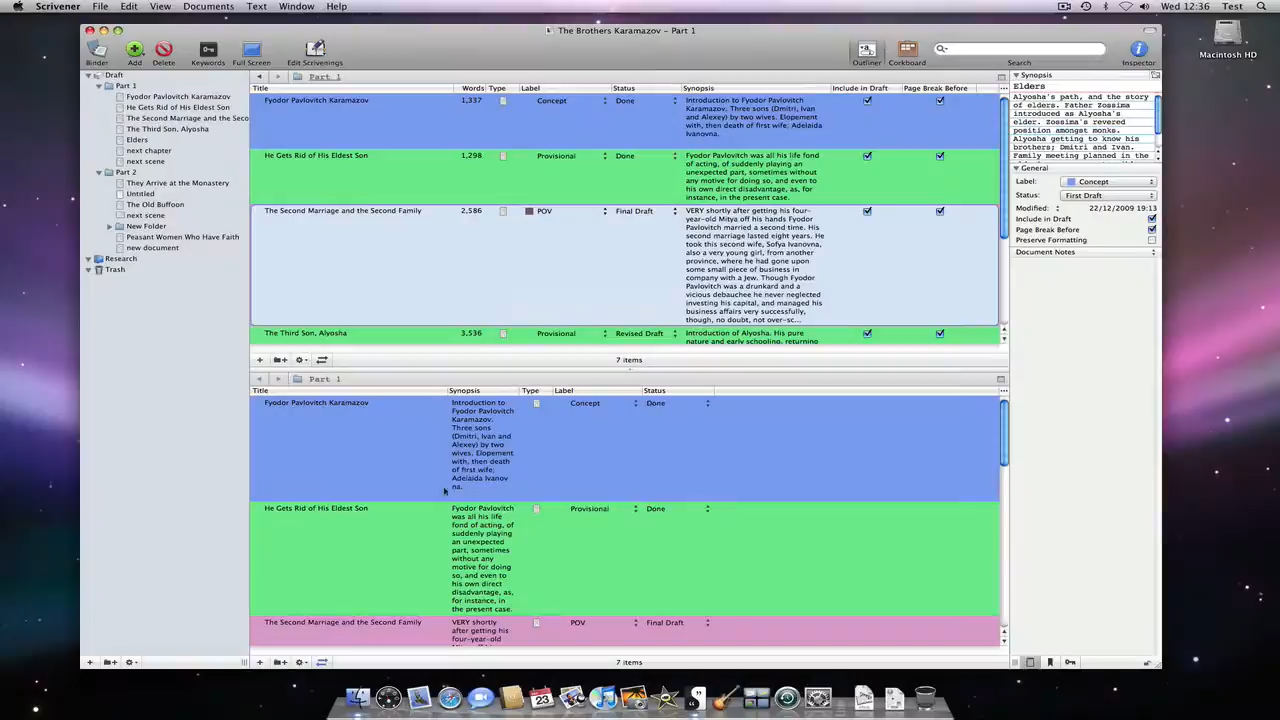 Scrivener File Edit View Documents Text Window Help
Wed 12:36 Test
The Brothers Karamazov – Part 1
Macintosh HD
Binder Add Delete Keywords Full Screen Edit Scrivenings Outliner Corkboard Search Inspector
Draft
Part 1
Fyodor Pavlovitch Karamazov
He Gets Rid of His Eldest Son
The Second Marriage and the Seco
The Third Son, Alyosha
Elders
next chapter
next scene
Part 2
They Arrive at the Monastery
Untitled
The Old Buffoon
next scene
New Folder
Peasant Women Who Have Faith
new document
Research
Trash
Part 1
Title Words Type Label Status Synopsis Include in Draft Page Break Before
Fyodor Pavlovitch Karamazov 1,337 Concept Done Introduction to Fyodor Pavlovitch
Karamazov. Three sons (Dmitri, Ivan
and Alexey) by two wives. Elopement
with, then death of first wife; Adelaida
Ivanovna.
He Gets Rid of His Eldest Son 1,298 Provisional Done Fyodor Pavlovitch was all his life fond
of acting, of suddenly playing an
unexpected part, sometimes without
any motive for doing so, and even to
his own direct disadvantage, as, for
instance, in the present case.
The Second Marriage and the Second Family 2,586 POV Final Draft VERY shortly after getting his four-
year-old Mitya off his hands Fyodor
Pavlovitch married a second time. His
second marriage lasted eight years. He
took this second wife, Sofya Ivanovna,
also a very young girl, from another
province, where he had gone upon
some small piece of business in
company with a Jew. Though Fyodor
Pavlovitch was a drunkard and a
vicious debauchee he never neglected
investing his capital, and managed his
business affairs very successfully,
though, no doubt, not over-sc...
The Third Son, Alyosha 3,536 Provisional Revised Draft Introduction of Alyosha. His pure
nature and early schooling, returning
7 items
Part 1
Title Synopsis Type Label Status
Fyodor Pavlovitch Karamazov Introduction to Concept Done
Fyodor Pavlovitch
Karamazov.
Three sons
(Dmitri, Ivan and
Alexey) by two
wives. Elopement
with, then death
of first wife;
Adelaida Ivanov
na.
He Gets Rid of His Eldest Son Fyodor Pavlovitch Provisional Done
was all his life
fond of acting, of
suddenly playing
an unexpected
part, sometimes
without any
motive for doing
so, and even to
his own direct
disadvantage, as,
for instance, in
the present case.
The Second Marriage and the Second Family VERY shortly POV Final Draft
after getting his
four-year-old
7 items
Synopsis
Elders
Alyosha's path, and the story
of elders. Father Zossima
introduced as Alyosha's
elder. Zossima's revered
position amongst monks.
Alyosha getting to know his
brothers; Dmitri and Ivan.
Family meeting planned in the
General
Label: Concept
Status: First Draft
Modified: 22/12/2009 19:13
Include in Draft
Page Break Before
Preserve Formatting
Document Notes
23